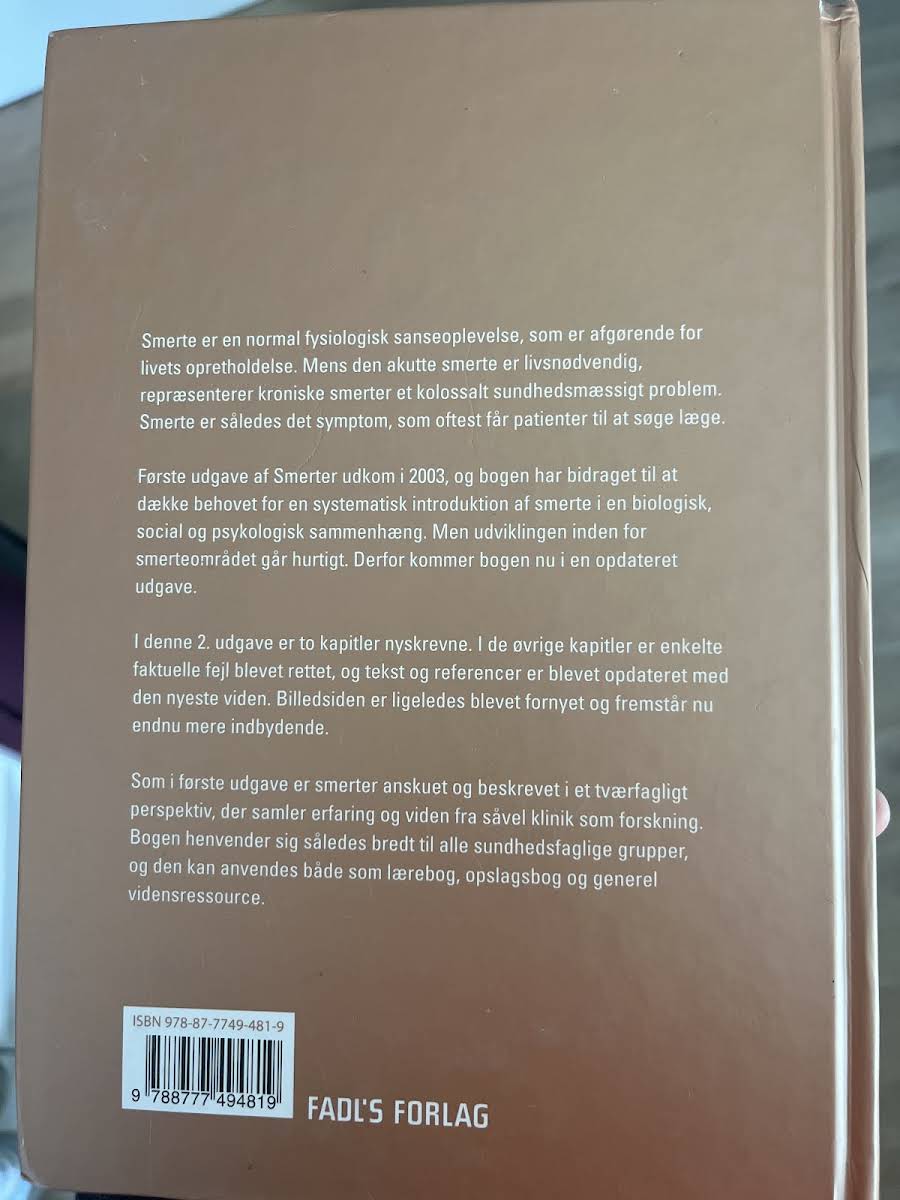 Smerte er en normal fysiologisk sanseoplevelse, som er afgørende for
livets opretholdelse. Mens den akutte smerte er livsnødvendig,
repræsenterer kroniske smerter et kolossalt sundhedsmæssigt problem.
Smerte er således det symptom, som oftest får patienter til at søge læge.
Første udgave af Smerter udkom i 2003, og bogen har bidraget til at
dække behovet for en systematisk introduktion af smerte i en biologisk,
social og psykologisk sammenhæng. Men udviklingen inden for
smerteområdet går hurtigt. Derfor kommer bogen nu i en opdateret
udgave.
I denne 2. udgave er to kapitler nyskrevne. I de øvrige kapitler er enkelte
faktuelle fejl blevet rettet, og tekst og referencer er blevet opdateret med
den nyeste viden. Billedsiden er ligeledes blevet fornyet og fremstår nu
endnu mere indbydende.
Som i første udgave er smerter anskuet og beskrevet i et tværfagligt
perspektiv, der samler erfaring og viden fra såvel klinik som forskning.
Bogen henvender sig således bredt til alle sundhedsfaglige grupper,
og den kan anvendes både som lærebog, opslagsbog og generel
vidensressource.
ISBN 978-87-7749-481-9
9 788777 494819
FADL'S FORLAG